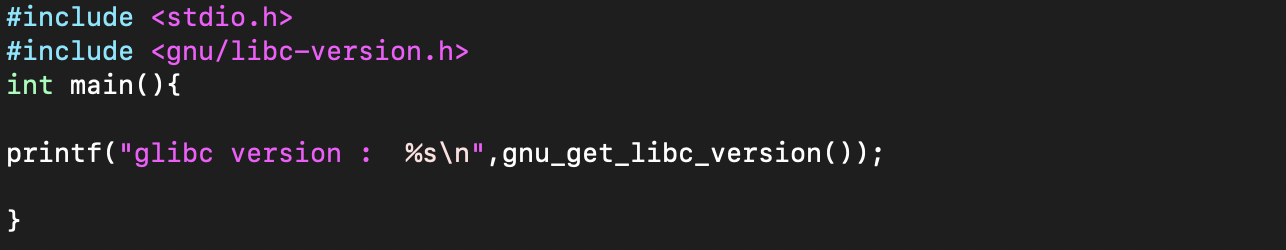 #include <stdio.h>
#include <gnu/libc-version.h>
int main(){
printf("glibc version :  %s\n",gnu_get_libc_version());
}